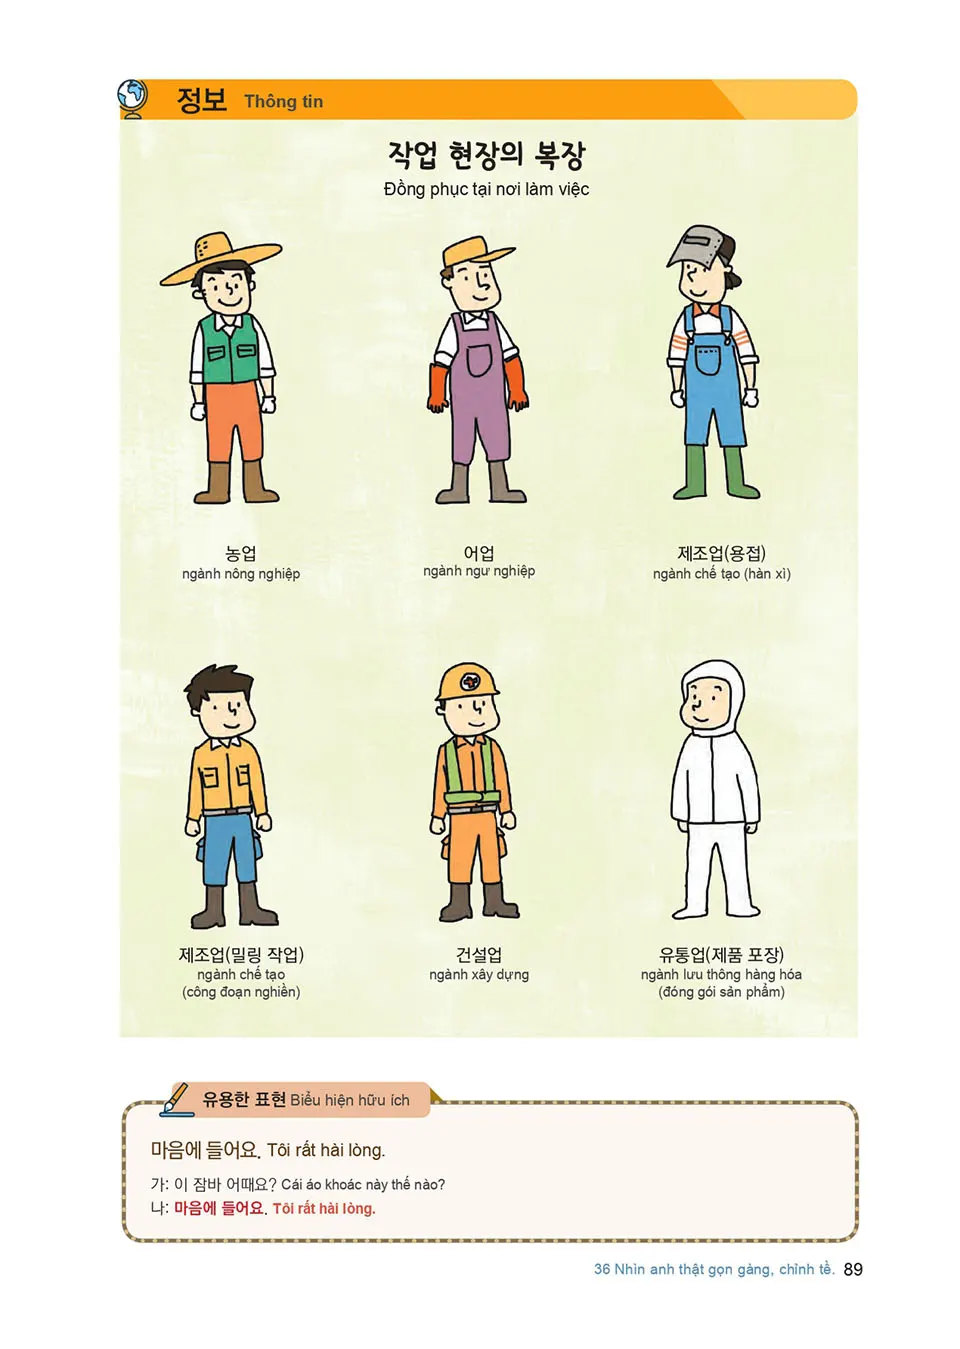 정보 Thông tin
작업 현장의 복장
Đồng phục tại nơi làm việc
농업
ngành nông nghiệp
어업
ngành ngư nghiệp
제조업(용접)
ngành chế tạo (hàn xì)
제조업(밀링 작업)
ngành chế tạo
(công đoạn nghiền)
건설업
ngành xây dựng
유통업(제품 포장)
ngành lưu thông hàng hóa
(đóng gói sản phẩm)
유용한 표현 Biểu hiện hữu ích
마음에 들어요. Tôi rất hài lòng.
가: 이 잠바 어때요? Cái áo khoác này thế nào?
나: 마음에 들어요. Tôi rất hài lòng.
36 Nhìn anh thật gọn gàng, chỉnh tề. 89